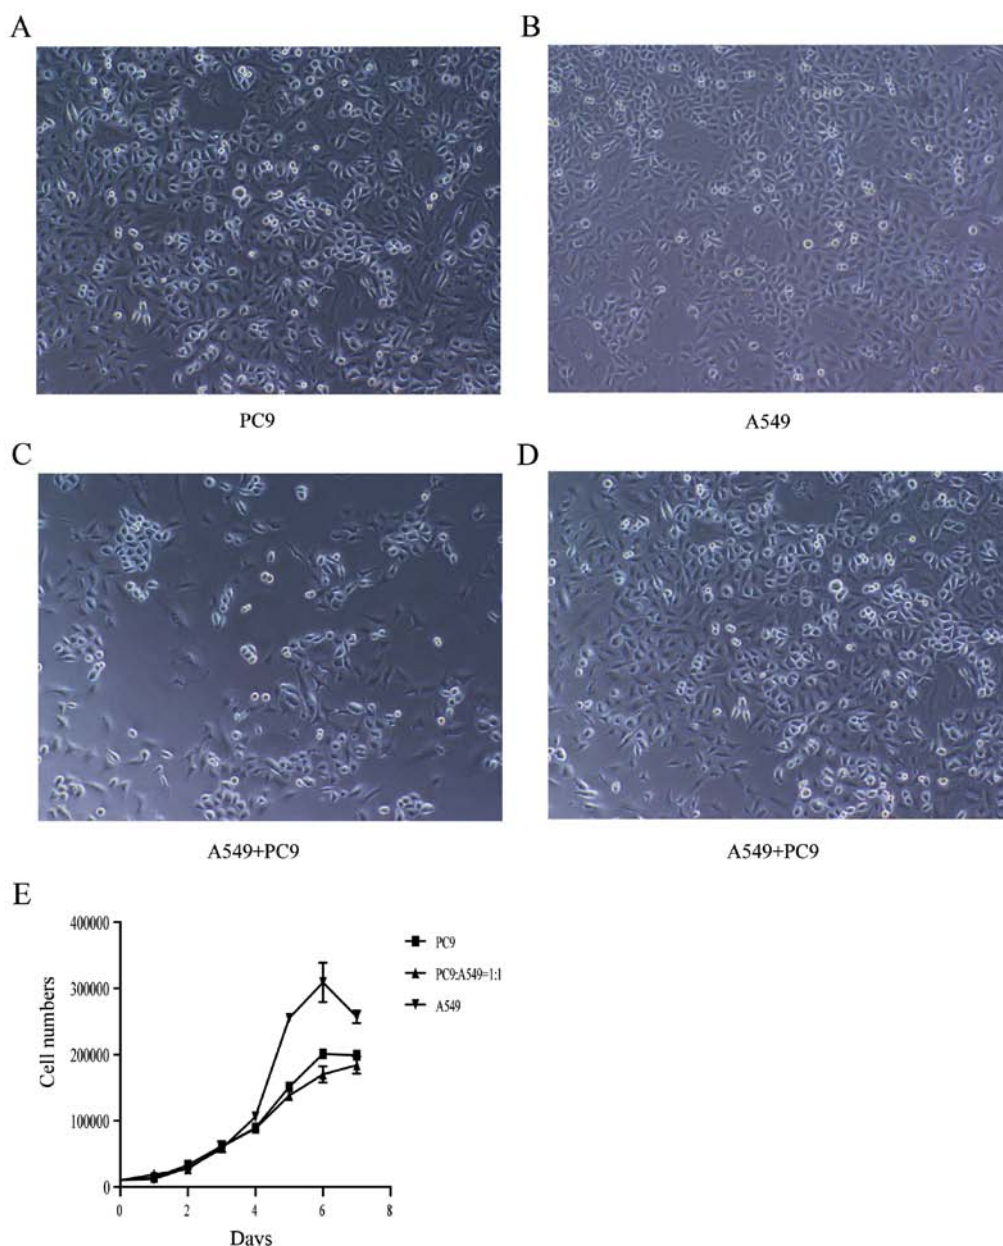 A
B
PC9
A549
C
D
A549+PC9
A549+PC9
E
400000
300000
200000
100000
0
Cell numbers
0
2
4
6
8
Days
PC9
PC9:A549=1:1
A549